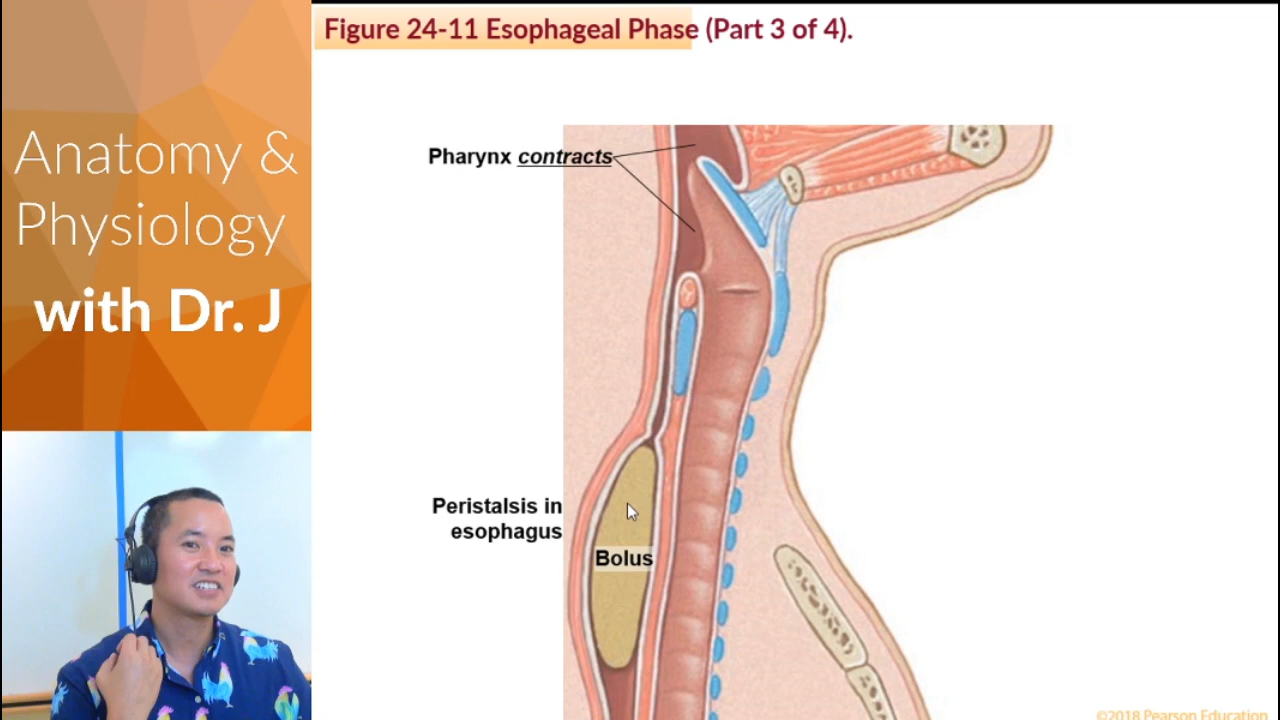 Anatomy &
Physiology
with Dr. J
Figure 24-11 Esophageal Phase (Part 3 of 4).
Pharynx contracts
Peristalsis in
esophagus
Bolus
©2018 Pearson Education